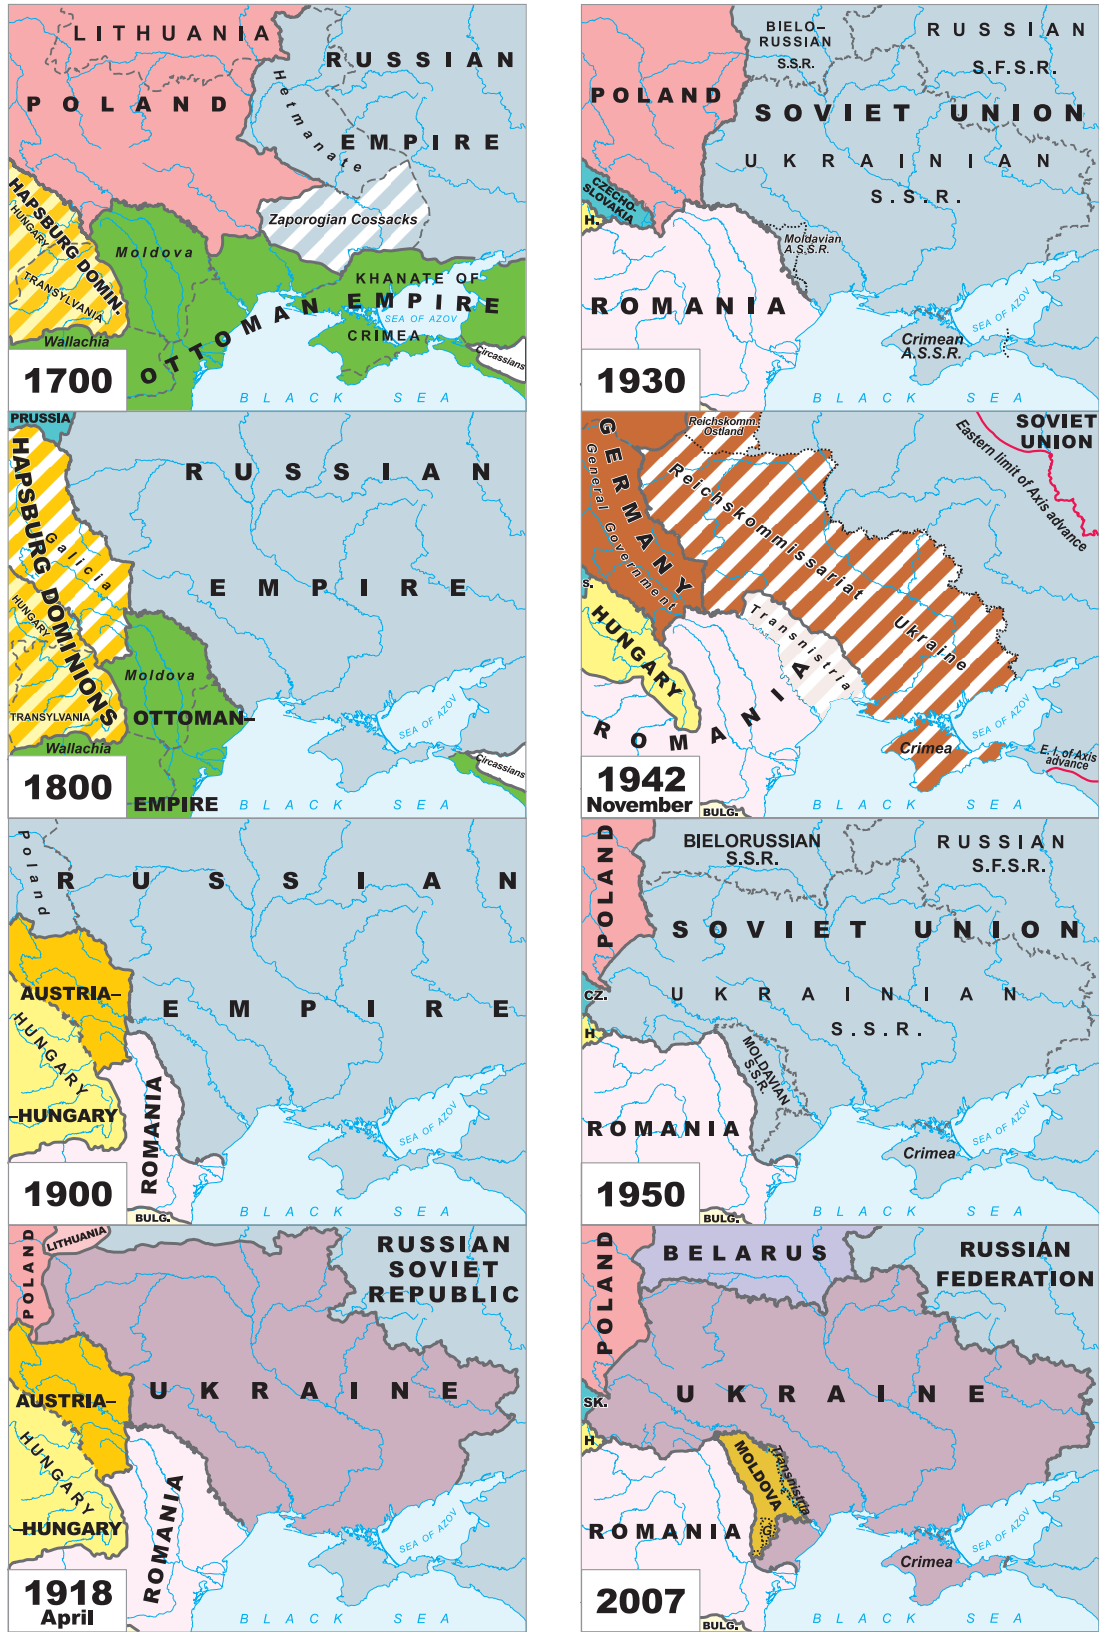 LITHUANIA
RUSSIAN
POLAND
Hetmanate
EMPIRE
HAPSBURG DOMIN.
HUNGARY
TRANSYLVANIA
Zaporogian Cossacks
Moldova
KHANATE OF
OTTOMAN EMPIRE
SEA OF AZOV
CRIMEA
Wallachia
Circassians
1700
BLACK SEA
PRUSSIA
RUSSIAN
HAPSBURG DOMINIONS
Galicia
EMPIRE
HUNGARY
Moldova
TRANSYLVANIA
OTTOMAN–
SEA OF AZOV
Wallachia
Circassians
1800
EMPIRE
BLACK SEA
Poland
RUSSIAN
AUSTRIA–
EMPIRE
HUNGARY
–HUNGARY
ROMANIA
SEA OF AZOV
1900
BULG.
BLACK SEA
POLAND
LITHUANIA
RUSSIAN
SOVIET
REPUBLIC
AUSTRIA–
UKRAINE
HUNGARY
–HUNGARY
ROMANIA
SEA OF AZOV
1918
April
BLACK SEA
BIELO–
RUSSIAN
S.S.R.
RUSSIAN
S.F.S.R.
POLAND
SOVIET UNION
UKRAINIAN
S.S.R.
CZECHO-
SLOVAKIA
H.
Moldavian
A.S.S.R.
ROMANIA
SEA OF AZOV
Crimean
A.S.S.R.
1930
BLACK SEA
GERMANY
General Government
Reichskomm.
Ostland
SOVIET
UNION
Eastern limit of Axis advance
Reichskommissariat
Ukraine
S.
HUNGARY
Transnistria
ROMANIA
SEA OF AZOV
Crimea
E. l. of Axis
advance
1942
November
BULG.
BLACK SEA
POLAND
BIELORUSSIAN
S.S.R.
RUSSIAN
S.F.S.R.
SOVIET UNION
CZ.
UKRAINIAN
S.S.R.
H
MOLDAVIAN
S.S.R.
ROMANIA
SEA OF AZOV
Crimea
1950
BULG.
BLACK SEA
POLAND
BELARUS
RUSSIAN
FEDERATION
SK.
UKRAINE
H
MOLDOVA
Transnistria
G.
ROMANIA
SEA OF AZOV
Crimea
2007
BULG.
BLACK SEA